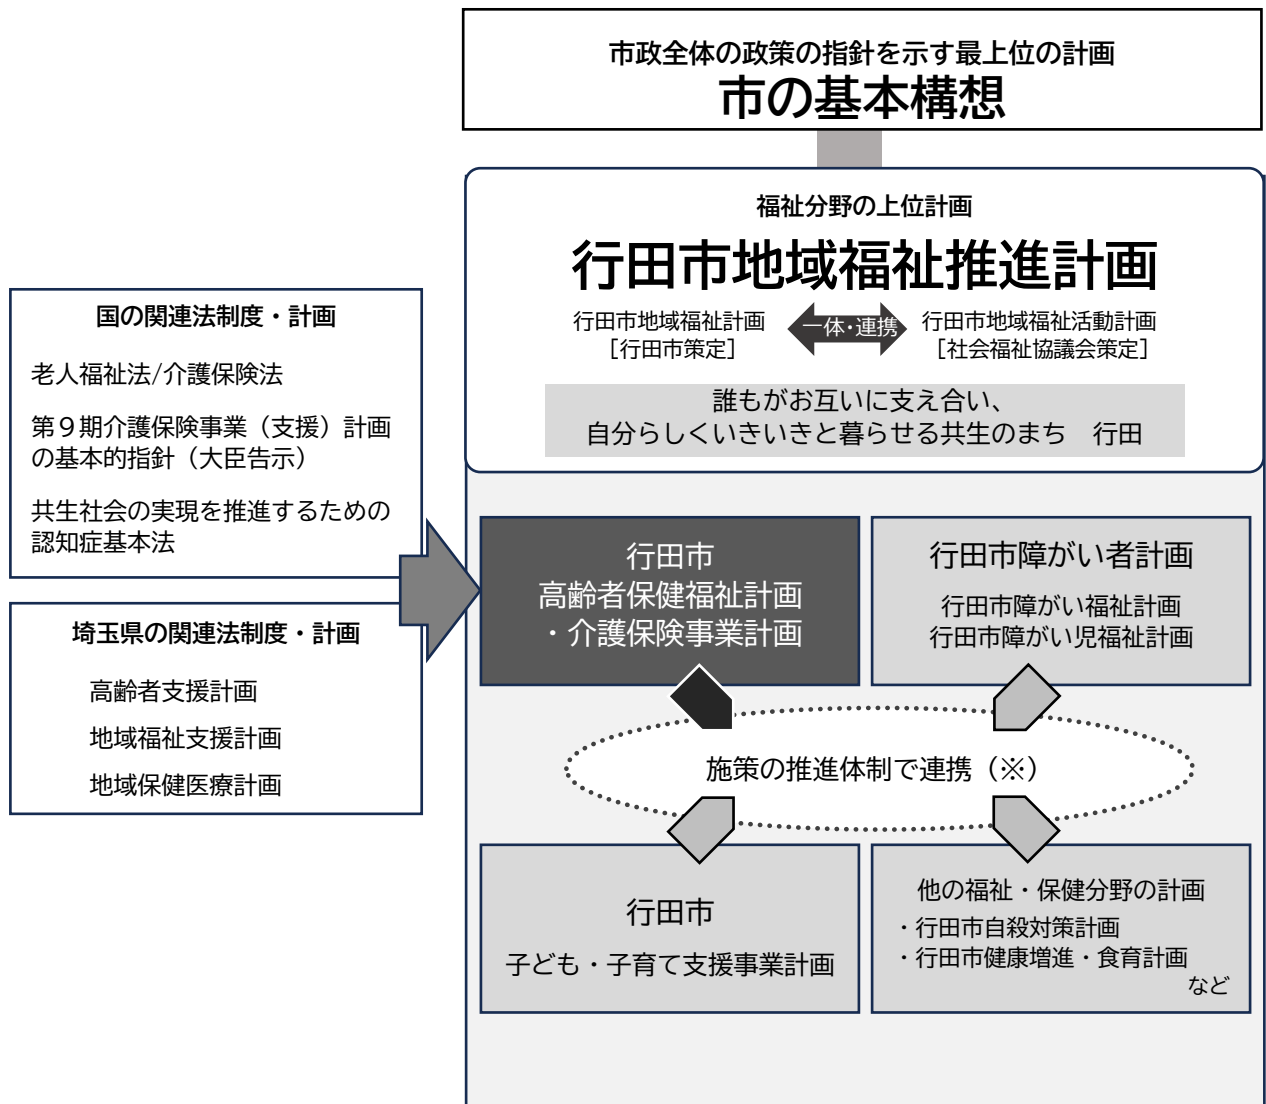 市政全体の政策の指針を示す最上位の計画
市の基本構想
福祉分野の上位計画
行田市地域福祉推進計画
行田市地域福祉計画
［行田市策定］
一体・連携
行田市地域福祉活動計画
［社会福祉協議会策定］
誰もがお互いに支え合い、
自分らしくいきいきと暮らせる共生のまち　行田
国の関連法制度・計画
老人福祉法/介護保険法
第９期介護保険事業（支援）計画
の基本的指針（大臣告示）
共生社会の実現を推進するための
認知症基本法
埼玉県の関連法制度・計画
高齢者支援計画
地域福祉支援計画
地域保健医療計画
行田市
高齢者保健福祉計画
・介護保険事業計画
行田市障がい者計画
行田市障がい福祉計画
行田市障がい児福祉計画
施策の推進体制で連携（※）
行田市
子ども・子育て支援事業計画
他の福祉・保健分野の計画
・行田市自殺対策計画
・行田市健康増進・食育計画
など